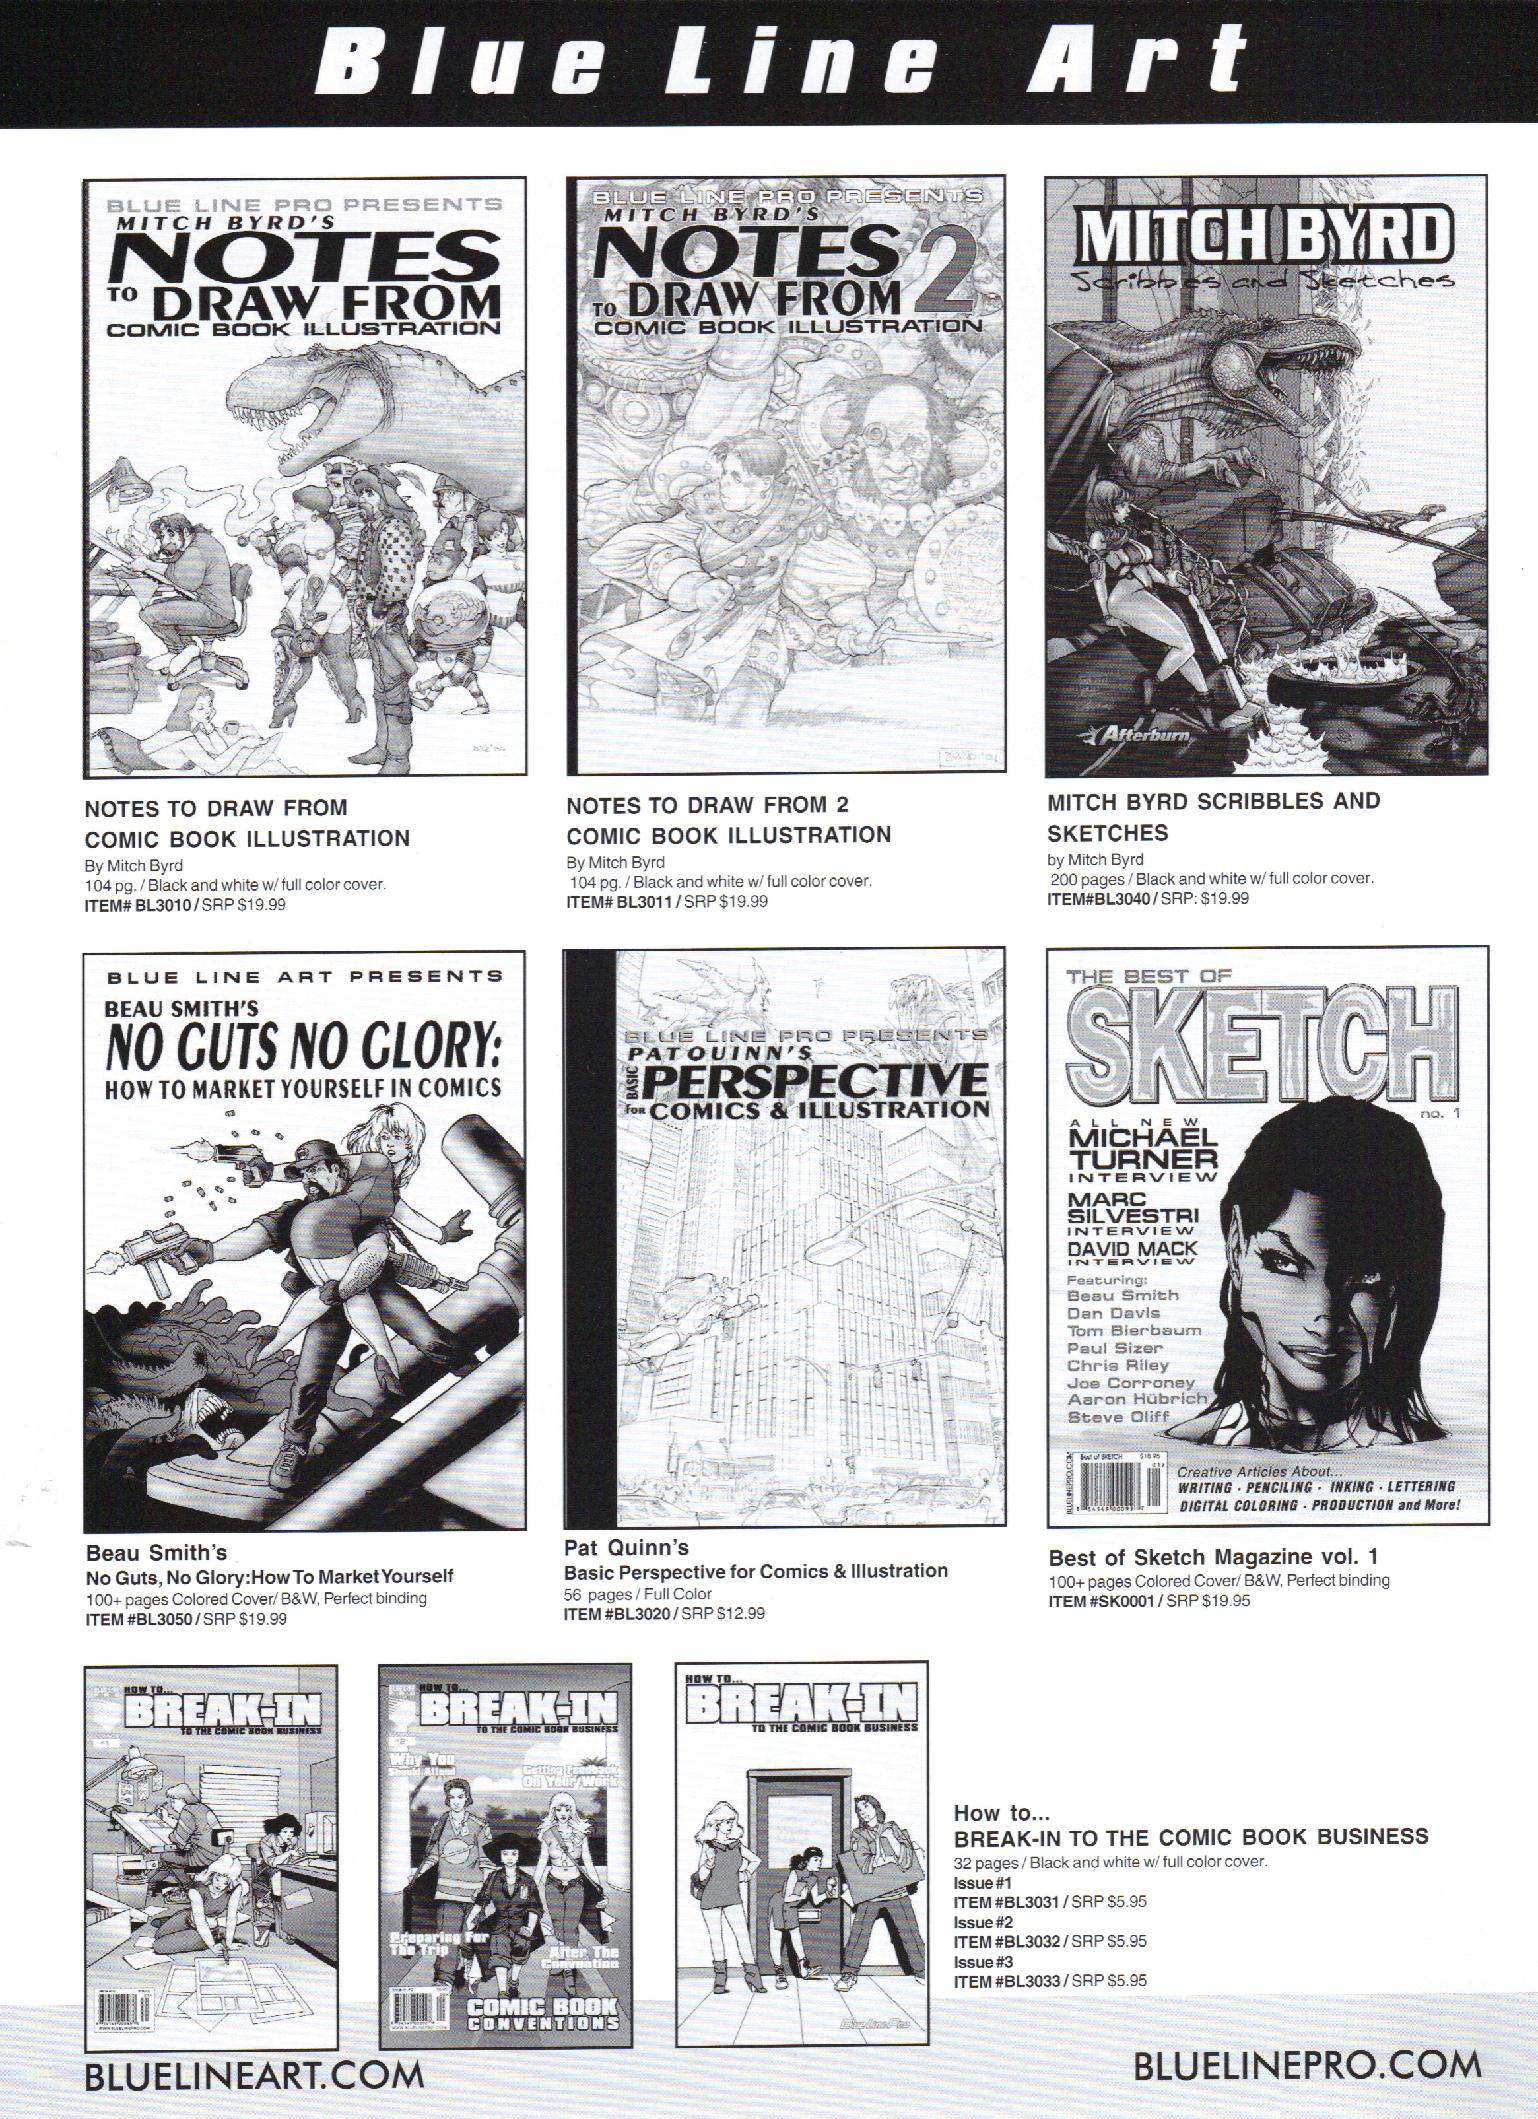 Blue Line Art
BLUE LINE PRO PRESENTS
MITCH BYRD'S
NOTES
TO DRAW FROM
COMIC BOOK ILLUSTRATION
BLUE LINE PRO PRESENTS
MITCH BYRD'S
NOTES 2
TO DRAW FROM
COMIC BOOK ILLUSTRATION
MITCH BYRD
Scribbles and Sketches
Afterburn
NOTES TO DRAW FROM
COMIC BOOK ILLUSTRATION
By Mitch Byrd
104 pg. / Black and white w/ full color cover.
ITEM# BL3010 / SRP $19.99
NOTES TO DRAW FROM 2
COMIC BOOK ILLUSTRATION
By Mitch Byrd
104 pg. / Black and white w/ full color cover.
ITEM# BL3011 / SRP $19.99
MITCH BYRD SCRIBBLES AND
SKETCHES
by Mitch Byrd
200 pages / Black and white w/ full color cover.
ITEM#BL3040 / SRP: $19.99
BLUE LINE ART PRESENTS
BEAU SMITH'S
NO GUTS NO GLORY:
HOW TO MARKET YOURSELF IN COMICS
BLUE LINE PRO PRESENTS
PAT QUINN'S
BASIC PERSPECTIVE
FOR COMICS & ILLUSTRATION
THE BEST OF
SKETCH
no. 1
ALL NEW
MICHAEL
TURNER
INTERVIEW
MARC
SILVESTRI
INTERVIEW
DAVID MACK
INTERVIEW
Featuring:
Beau Smith
Dan Davis
Tom Bierbaum
Paul Sizer
Chris Riley
Joe Corroney
Aaron Hübrich
Steve Oliff
Best of SKETCH $18.95
BLUELINEPRO.COM
Creative Articles About...
WRITING · PENCILING · INKING · LETTERING
DIGITAL COLORING · PRODUCTION and More!
Beau Smith's
No Guts, No Glory:How To Market Yourself
100+ pages Colored Cover/ B&W, Perfect binding
ITEM #BL3050 / SRP $19.99
Pat Quinn's
Basic Perspective for Comics & Illustration
56 pages / Full Color
ITEM #BL3020 / SRP $12.99
Best of Sketch Magazine vol. 1
100+ pages Colored Cover/ B&W, Perfect binding
ITEM #SK0001 / SRP $19.95
HOW TO...
BREAK-IN
TO THE COMIC BOOK BUSINESS
#1
HOW TO...
BREAK-IN
TO THE COMIC BOOK BUSINESS
#2
Why You
Should Attend
Getting Feedback
On Your Work
Preparing For
The Trip
After The
Convention
COMIC BOOK
CONVENTIONS
HOW TO...
BREAK-IN
TO THE COMIC BOOK BUSINESS
Blue Line Pro
How to...
BREAK-IN TO THE COMIC BOOK BUSINESS
32 pages / Black and white w/ full color cover.
Issue #1
ITEM #BL3031 / SRP $5.95
Issue #2
ITEM #BL3032 / SRP $5.95
Issue #3
ITEM #BL3033 / SRP $5.95
BLUELINEART.COM
BLUELINEPRO.COM